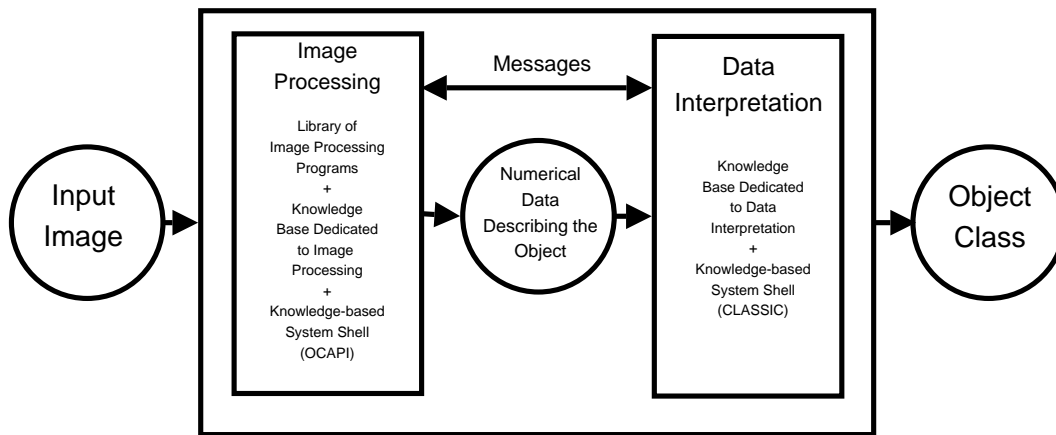 Input
Image
Image
Processing
Library of
Image Processing
Programs
+
Knowledge
Base Dedicated
to Image
Processing
+
Knowledge-based
System Shell
(OCAPI)
Messages
Numerical
Data
Describing the
Object
Data
Interpretation
Knowledge
Base Dedicated
to Data
Interpretation
+
Knowledge-based
System Shell
(CLASSIC)
Object
Class